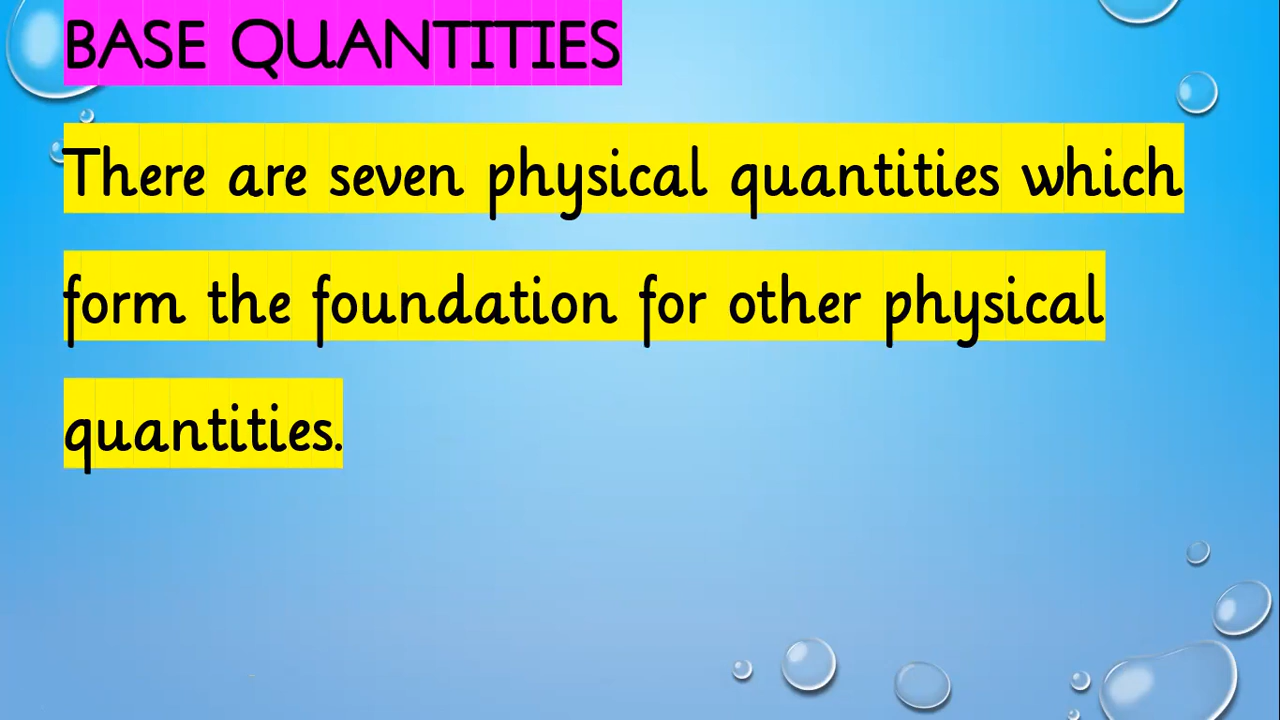 BASE QUANTITIES
There are seven physical quantities which
form the foundation for other physical
quantities.